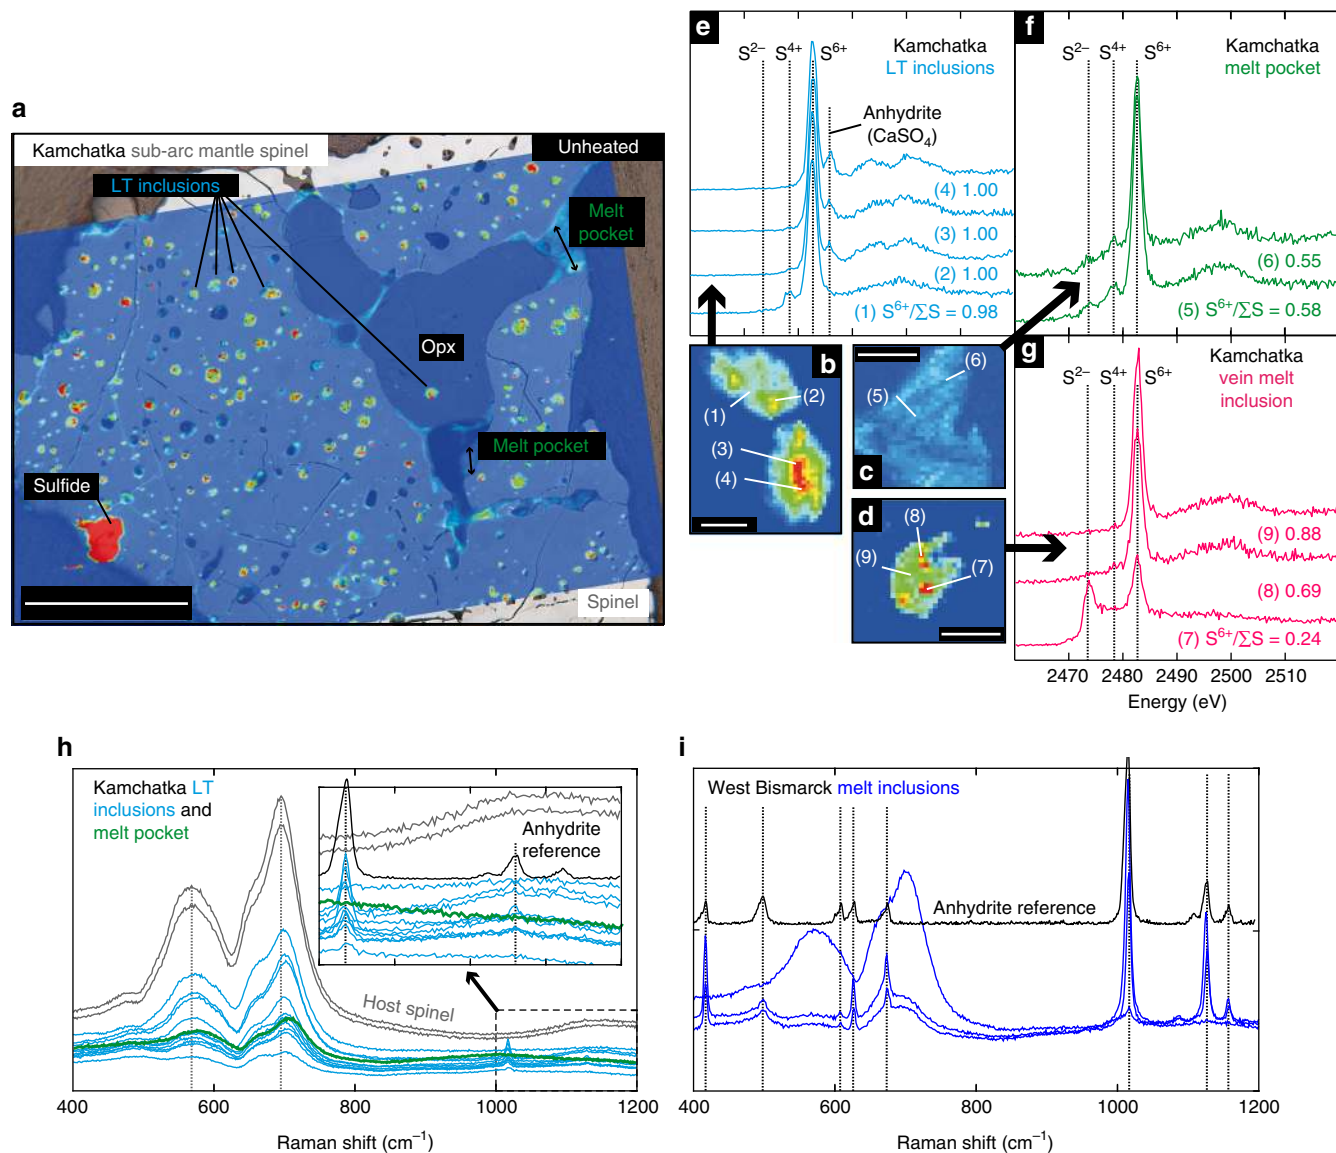 a
Kamchatka sub-arc mantle spinel
Unheated
LT inclusions
Melt
pocket
Opx
Melt pocket
Sulfide
Spinel
e
S2− S4+ S6+
Kamchatka
LT inclusions
Anhydrite
(CaSO4)
(4) 1.00
(3) 1.00
(2) 1.00
(1) S6+/ΣS = 0.98
f
S2− S4+ S6+
Kamchatka
melt pocket
(6) 0.55
(5) 0.58
b
(1)
(2)
(3)
(4)
c
(5)
(6)
d
(7)
(8)
(9)
g
S2− S4+ S6+
Kamchatka
vein melt
inclusion
(9) 0.88
(8) 0.69
(7) S6+/ΣS = 0.24
2470 2480 2490 2500 2510
Energy (eV)
h
Kamchatka LT
inclusions and
melt pocket
Anhydrite
reference
Host spinel
400 600 800 1000 1200
Raman shift (cm−1)
i
West Bismarck melt inclusions
Anhydrite reference
400 600 800 1000 1200
Raman shift (cm−1)